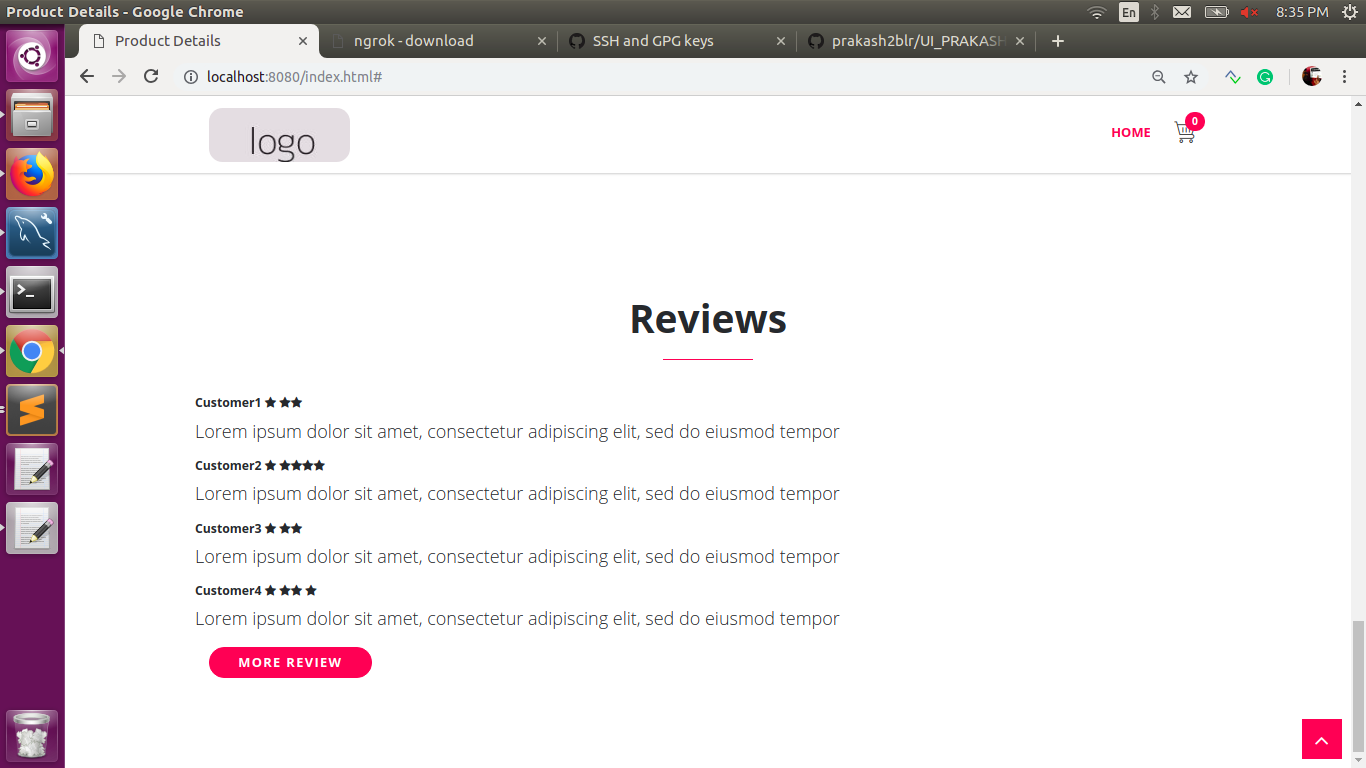 Product Details - Google Chrome
En
8:35 PM
Product Details
ngrok - download
SSH and GPG keys
prakash2blr/UI_PRAKASH
localhost:8080/index.html#
logo
HOME
0
Reviews
Customer1
Lorem ipsum dolor sit amet, consectetur adipiscing elit, sed do eiusmod tempor
Customer2
Lorem ipsum dolor sit amet, consectetur adipiscing elit, sed do eiusmod tempor
Customer3
Lorem ipsum dolor sit amet, consectetur adipiscing elit, sed do eiusmod tempor
Customer4
Lorem ipsum dolor sit amet, consectetur adipiscing elit, sed do eiusmod tempor
MORE REVIEW